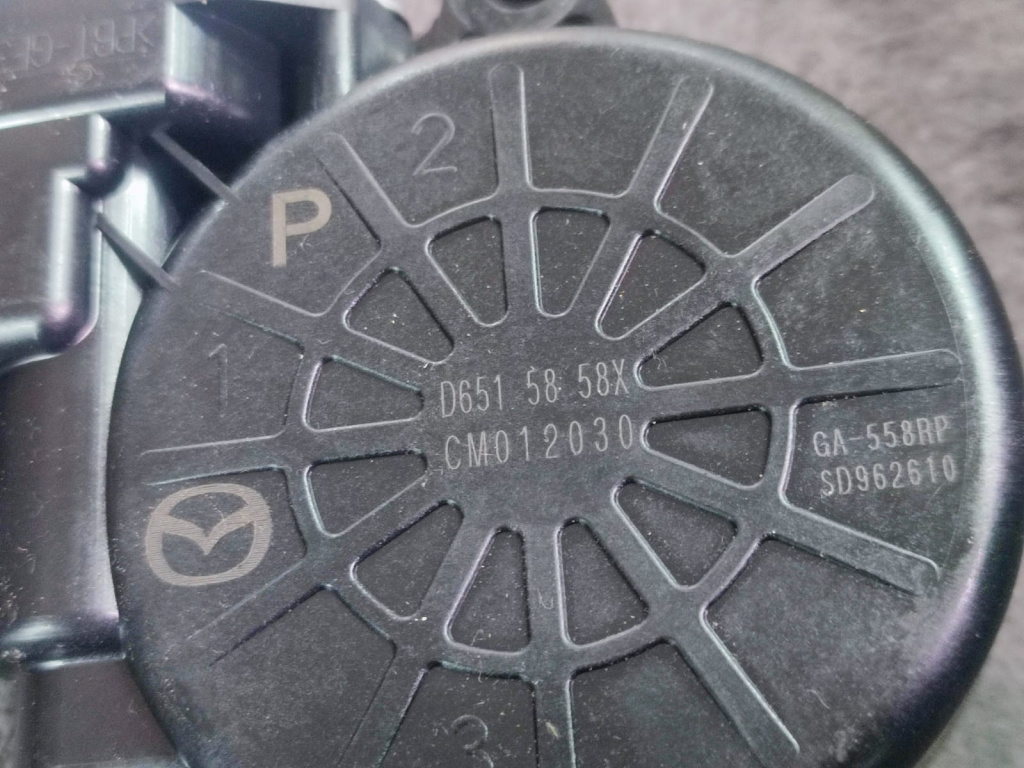 2
P
1
D651 58 58X
CM012030
GA-558RP
SD962610
3